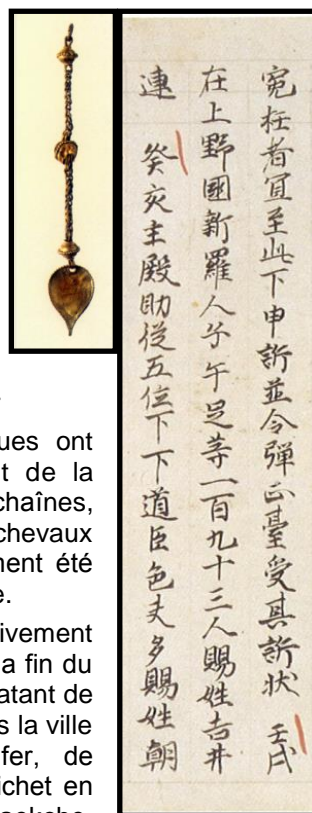 寃枉者宜至此下申訴並令彈正臺受其訴状 壬戌
在上野國新羅人子午足等一百九十三人賜姓吉井
連 癸亥主殿助從五位下下道臣色夫多賜姓朝
ues ont
t de la
chaînes,
chevaux
ment été
e.
ivement
a fin du
atant de
s la ville
fer, de
ichet en